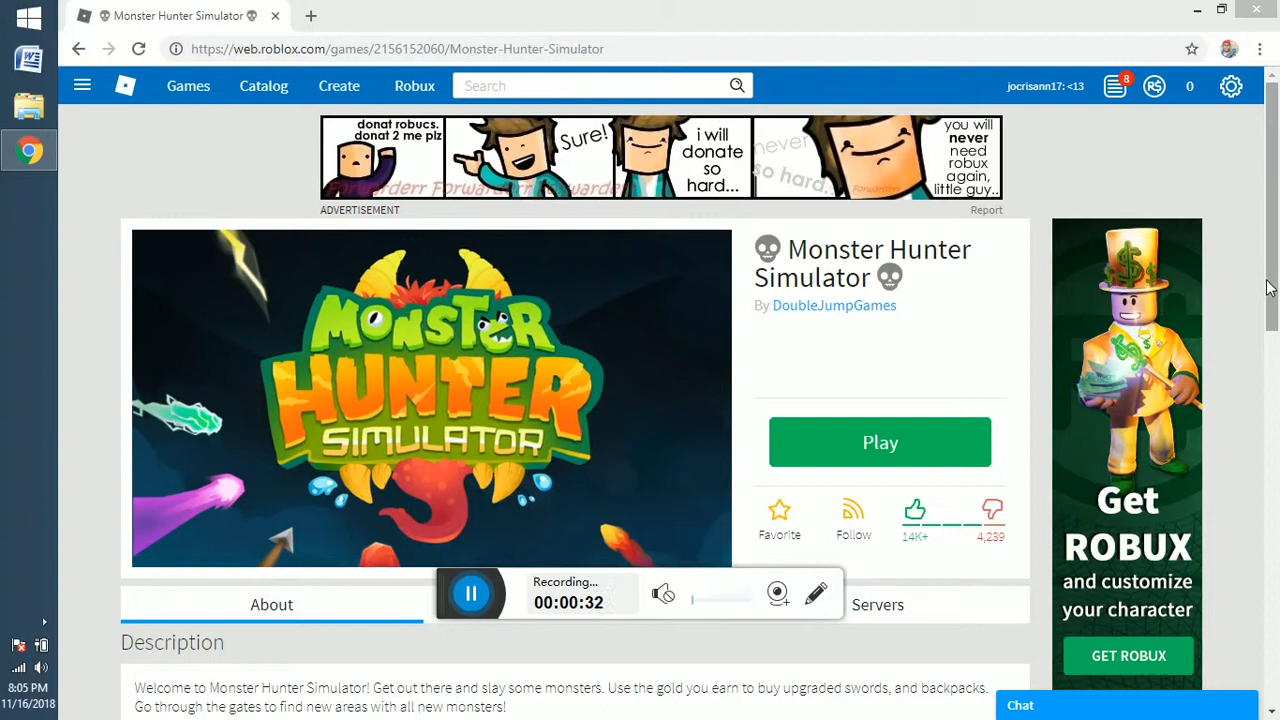 Monster Hunter Simulator
https://web.roblox.com/games/2156152060/Monster-Hunter-Simulator
Games
Catalog
Create
Robux
Search
jocrisann17: <13
8
R$
0
donat robucs.
donat 2 me plz
Sure!
i will
donate
so
hard...
never
so hard..
you will
never
need
robux
again,
little guy..
Forwarderr Forwarderr Forwarderr
Forwarderr
ADVERTISEMENT
Report
MONSTER
HUNTER
SIMULATOR
Monster Hunter
Simulator
By DoubleJumpGames
Play
Favorite
Follow
14K+
4,239
Get
ROBUX
and customize
your character
GET ROBUX
Recording...
00:00:32
About
Servers
Description
Welcome to Monster Hunter Simulator! Get out there and slay some monsters. Use the gold you earn to buy upgraded swords, and backpacks.
Go through the gates to find new areas with all new monsters!
Chat
8:05 PM
11/16/2018